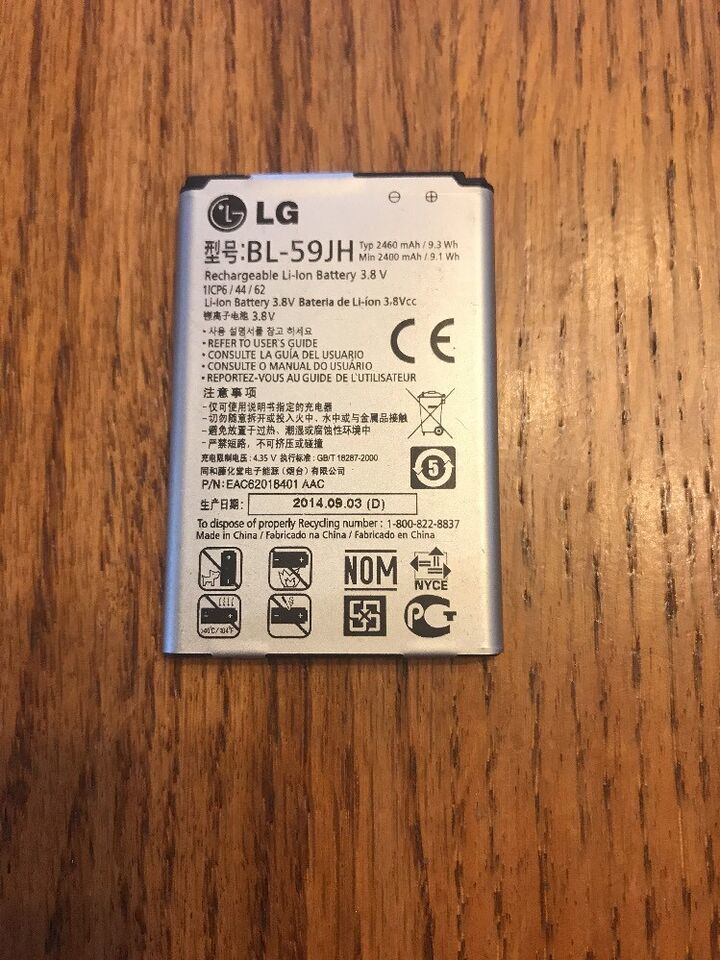 LG
型号:BL-59JH Typ 2460 mAh / 9.3 Wh
Min 2400 mAh / 9.1 Wh
Rechargeable Li-Ion Battery 3.8 V
1ICP6 / 44 / 62
Li-Ion Battery 3.8V Bateria de Li-íon 3.8Vcc
锂离子电池 3.8V
• 사용 설명서를 참고 하세요
• REFER TO USER'S GUIDE
• CONSULTE LA GUÍA DEL USUARIO
• CONSULTE O MANUAL DO USUÁRIO
• REPORTEZ-VOUS AU GUIDE DE L'UTILISATEUR
CE
注意事项
- 仅可使用说明书指定的充电器
- 切勿随意拆开或投入火中、水中或与金属品接触
- 避免放置于过热、潮湿或腐蚀性环境中
- 严禁短路，不可挤压或碰撞
充电限制电压 : 4.35 V 执行标准 : GB/T 18287-2000
同和藤化堂电子能源（烟台）有限公司
P/N: EAC62018401 AAC
5
生产日期: 2014.09.03 (D)
To dispose of properly Recycling number : 1-800-822-8837
Made in China / Fabricado na China / Fabricado en China
NOM
NYCE